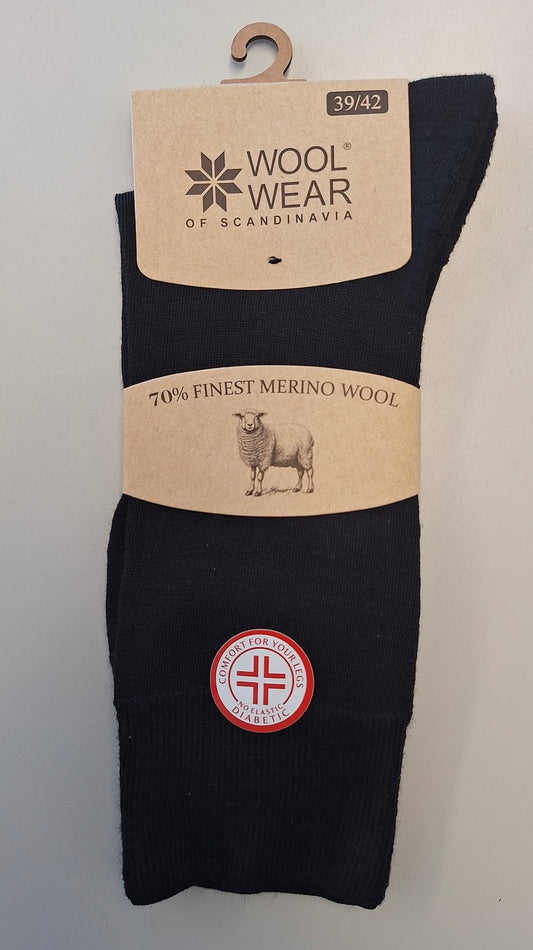 39/42
WOOL®
WEAR
OF SCANDINAVIA
70% FINEST MERINO WOOL
COMFORT FOR YOUR LEGS
NO ELASTIC
DIABETIC